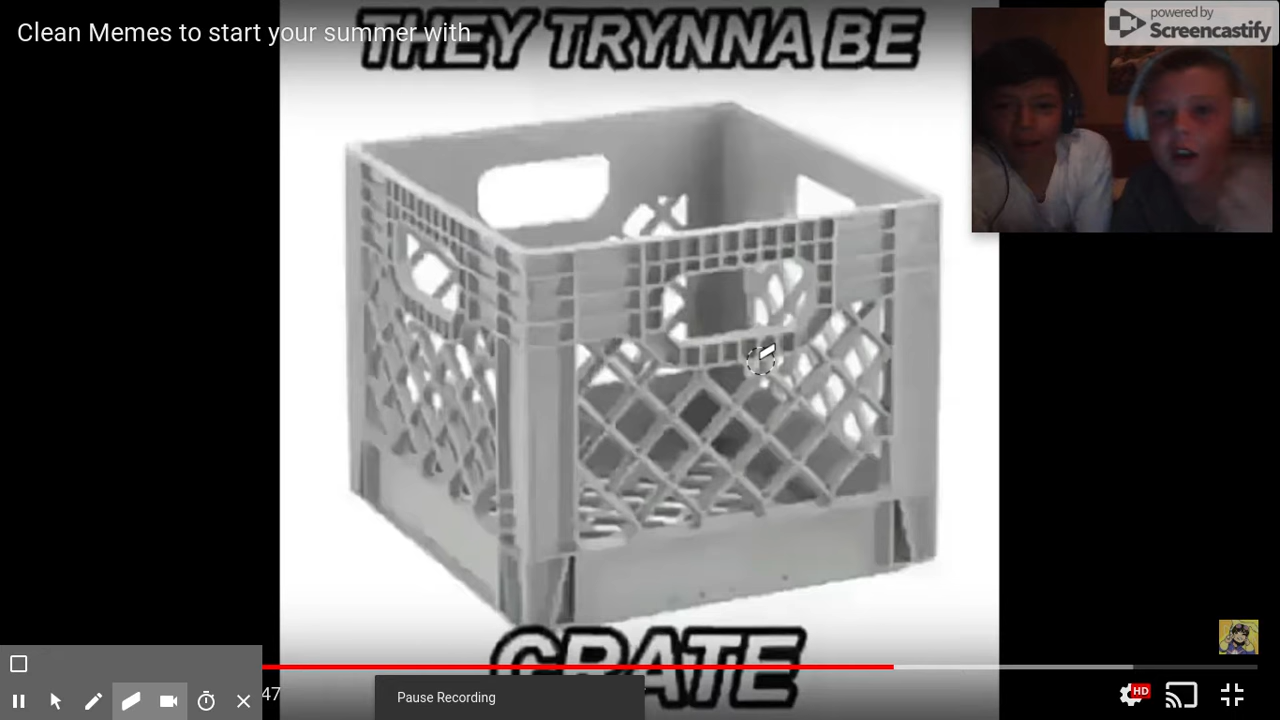 THEY TRYNNA BE
Clean Memes to start your summer with
powered by
Screencastify
CRATE
47
Pause Recording
HD